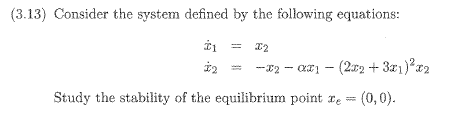 (3.13) Consider the system defined by the following equations:
ẋ₁ = x₂
ẋ₂ = −x₂ − αx₁ − (2x₂ + 3x₁)²x₂
Study the stability of the equilibrium point xₑ = (0, 0).